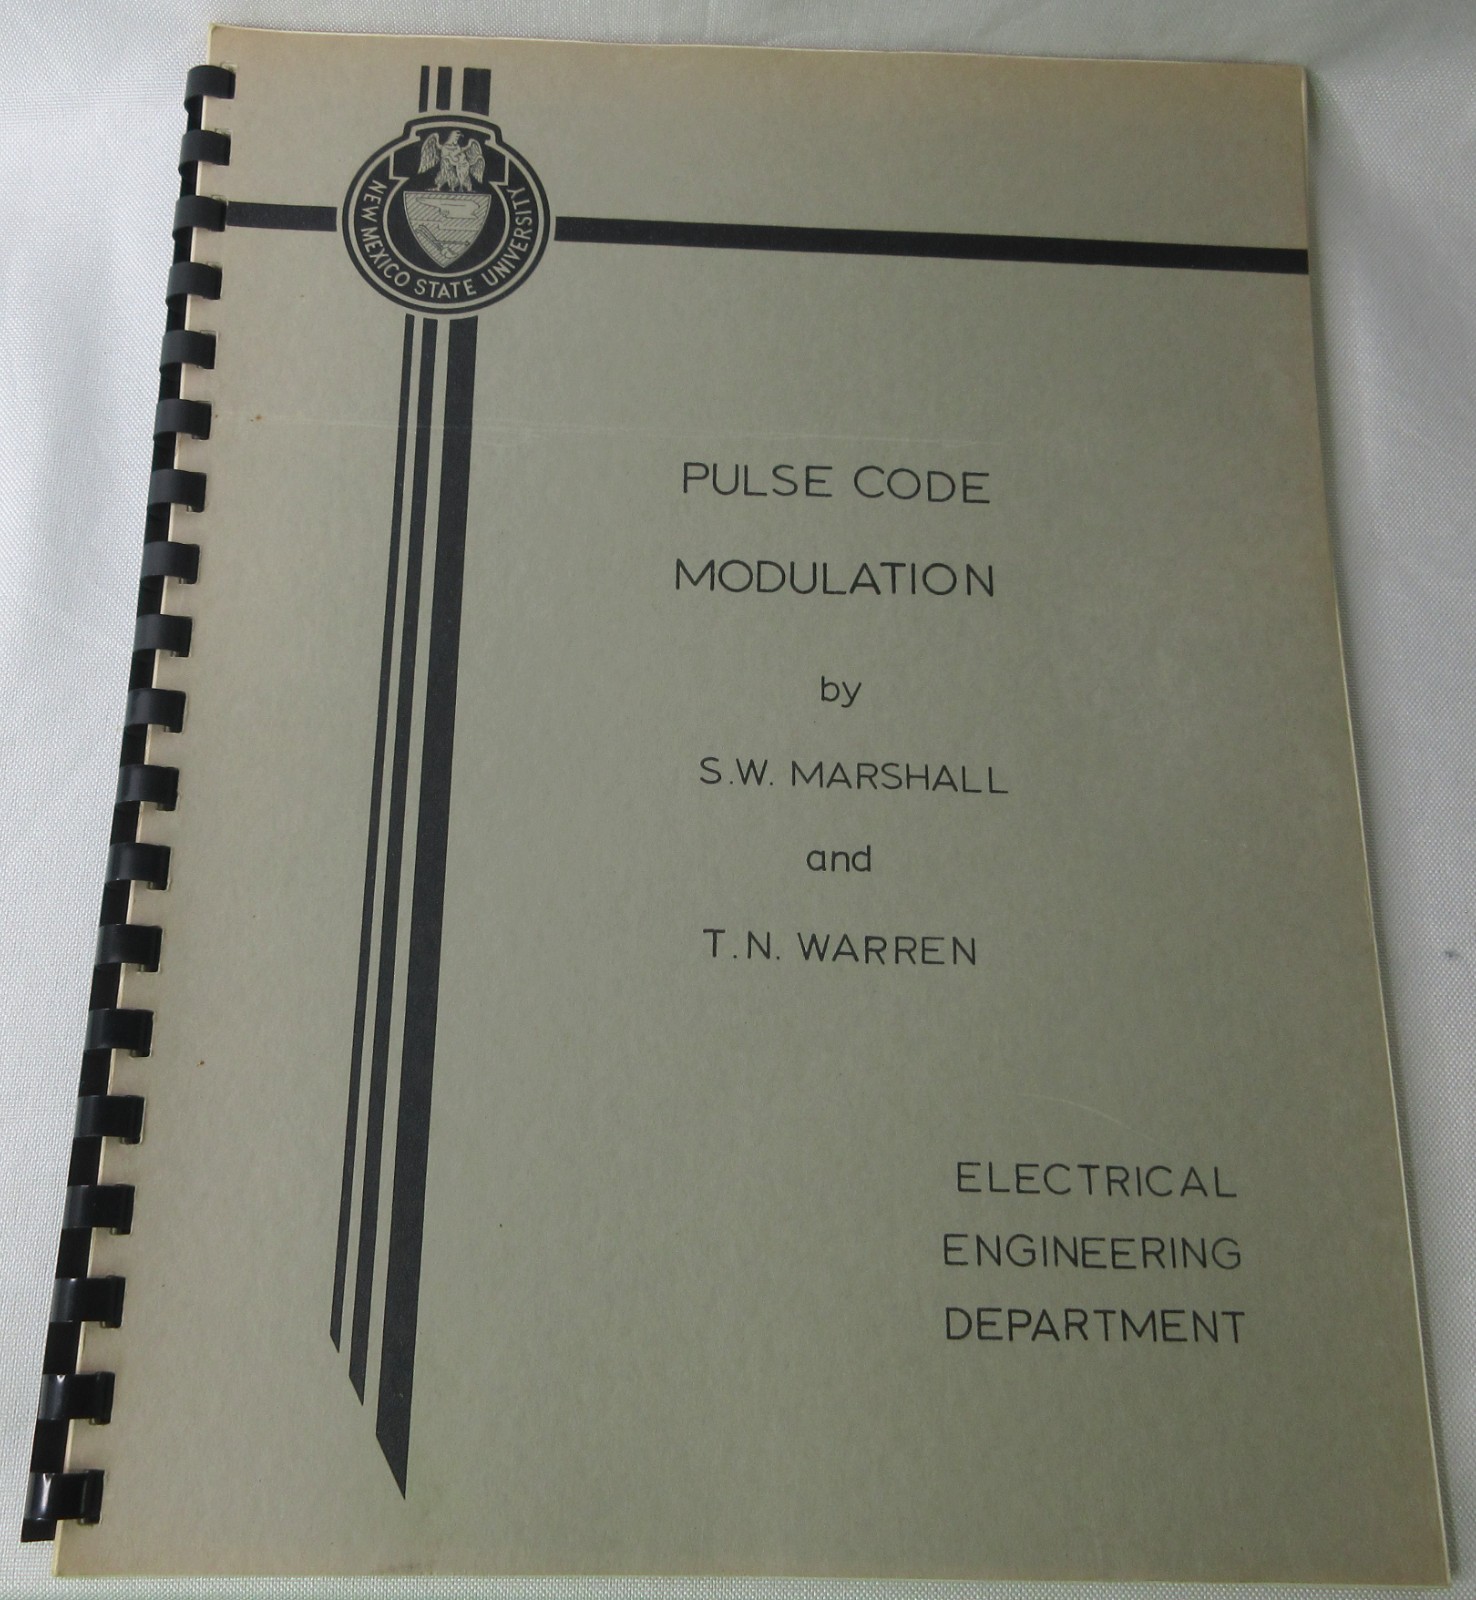 NEW MEXICO STATE UNIVERSITY
PULSE CODE
MODULATION
by
S.W. MARSHALL
and
T.N. WARREN
ELECTRICAL
ENGINEERING
DEPARTMENT